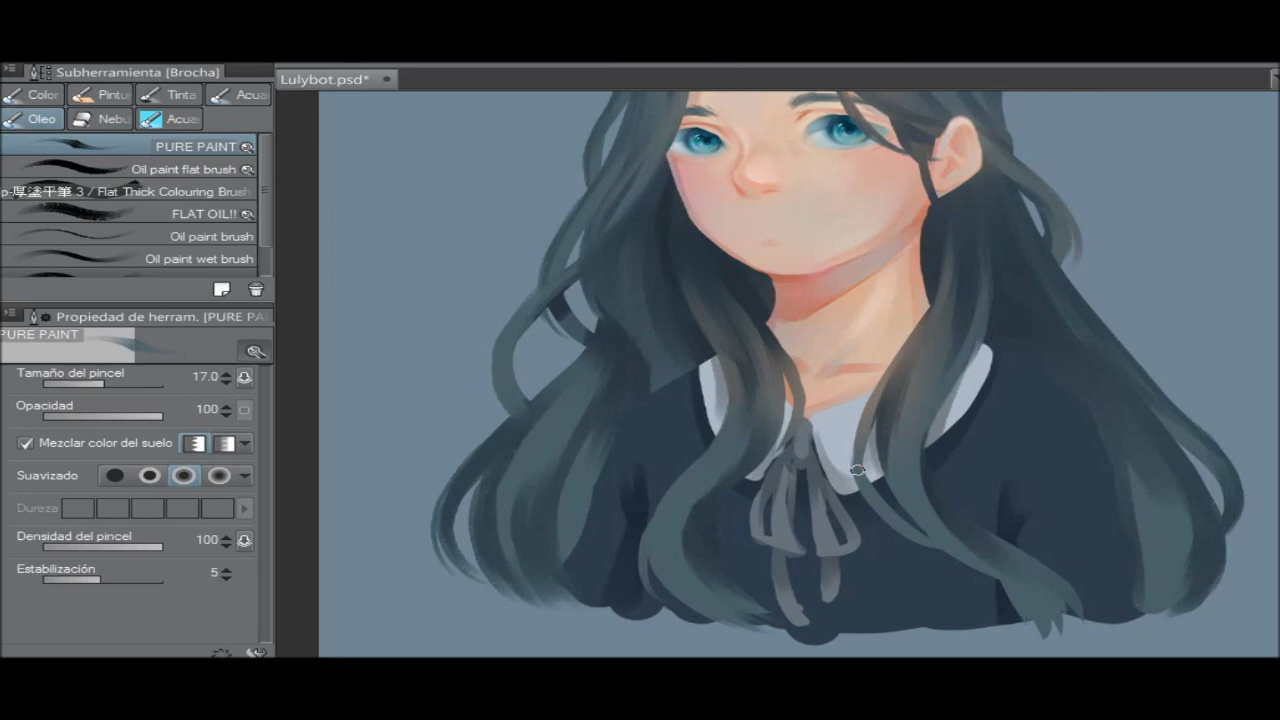 Subherramienta [Brocha]
Lulybot.psd*
Color Pintu Tinta Acua
Oleo Nebu Acua
PURE PAINT
Oil paint flat brush
p-厚塗平筆 3 / Flat Thick Colouring Brush
FLAT OIL!!
Oil paint brush
Oil paint wet brush
Propiedad de herram. [PURE PA
PURE PAINT
Tamaño del pincel 17.0
Opacidad 100
Mezclar color del suelo
Suavizado
Dureza
Densidad del pincel 100
Estabilización 5